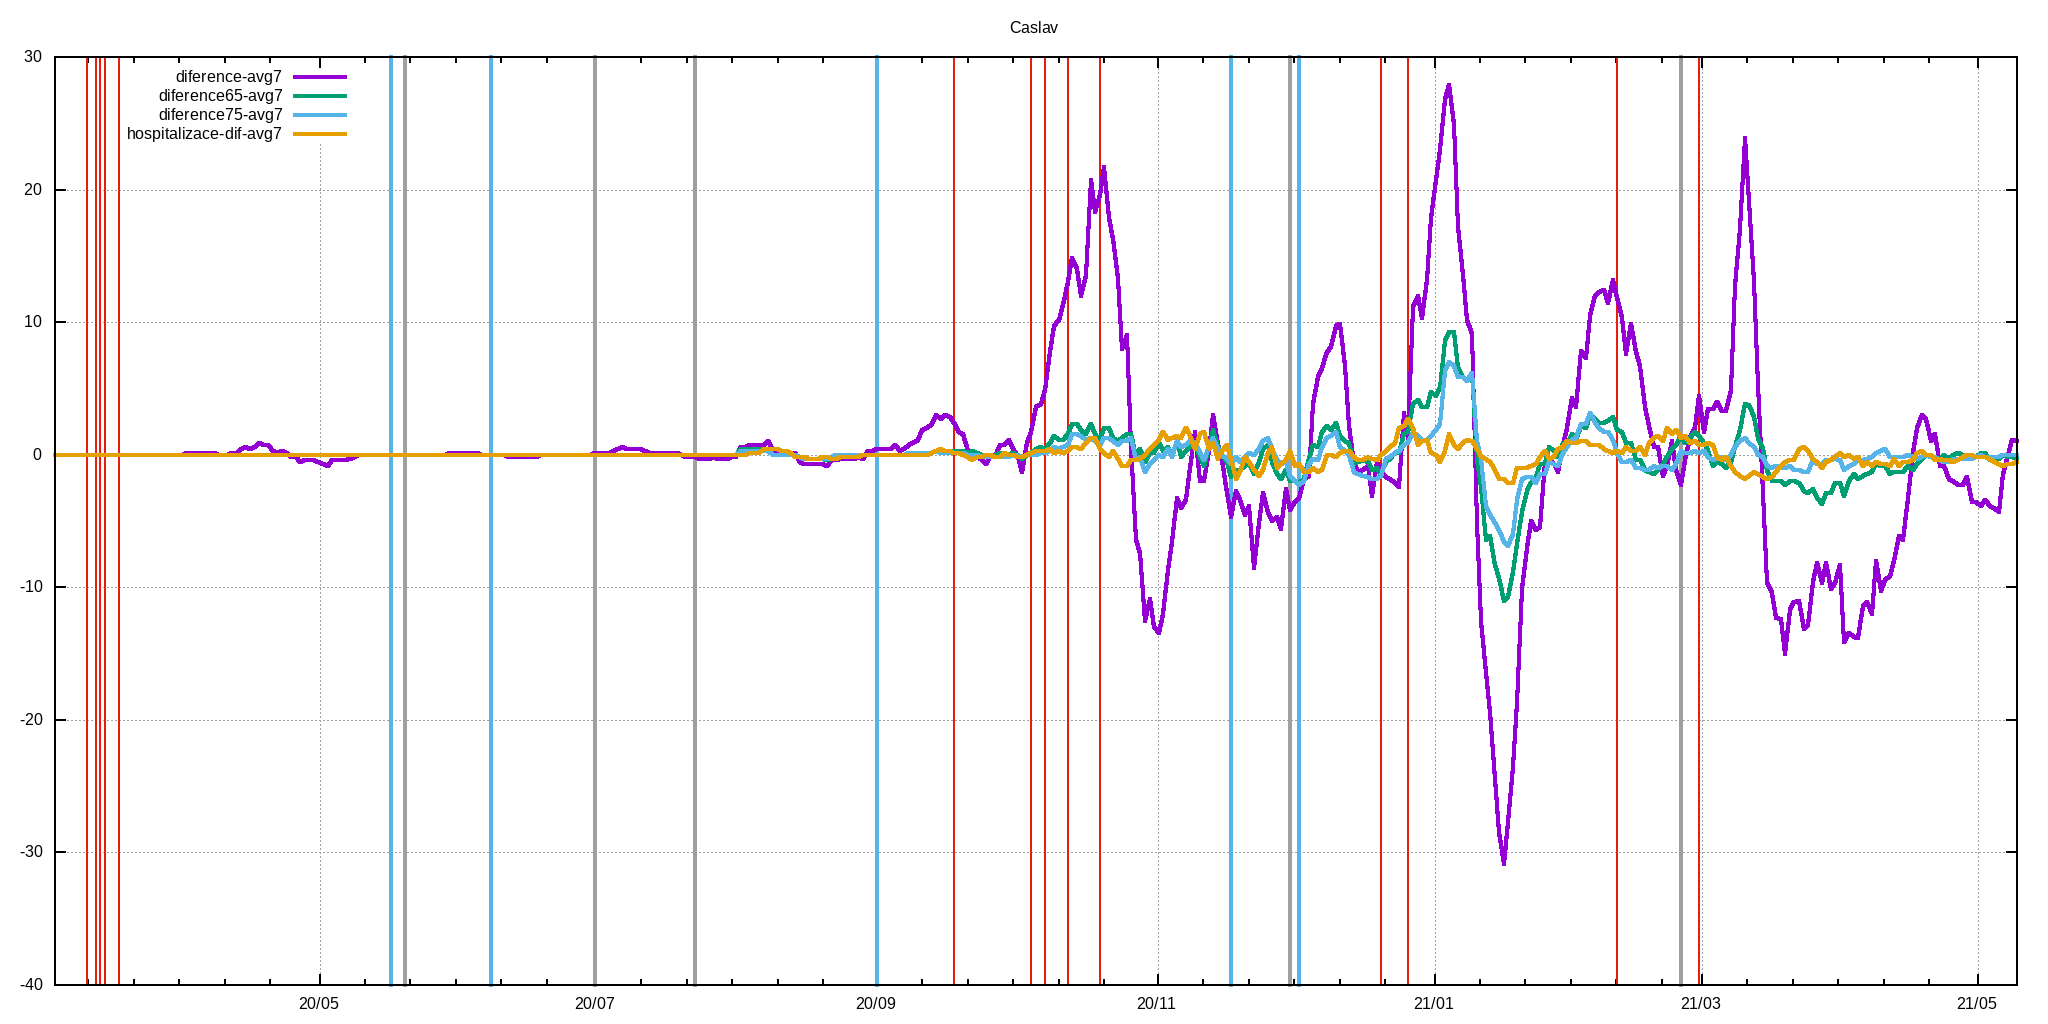 Caslav
30
20
10
0
-10
-20
-30
-40
diference-avg7
diference65-avg7
diference75-avg7
hospitalizace-dif-avg7
20/05 20/07 20/09 20/11 21/01 21/03 21/05